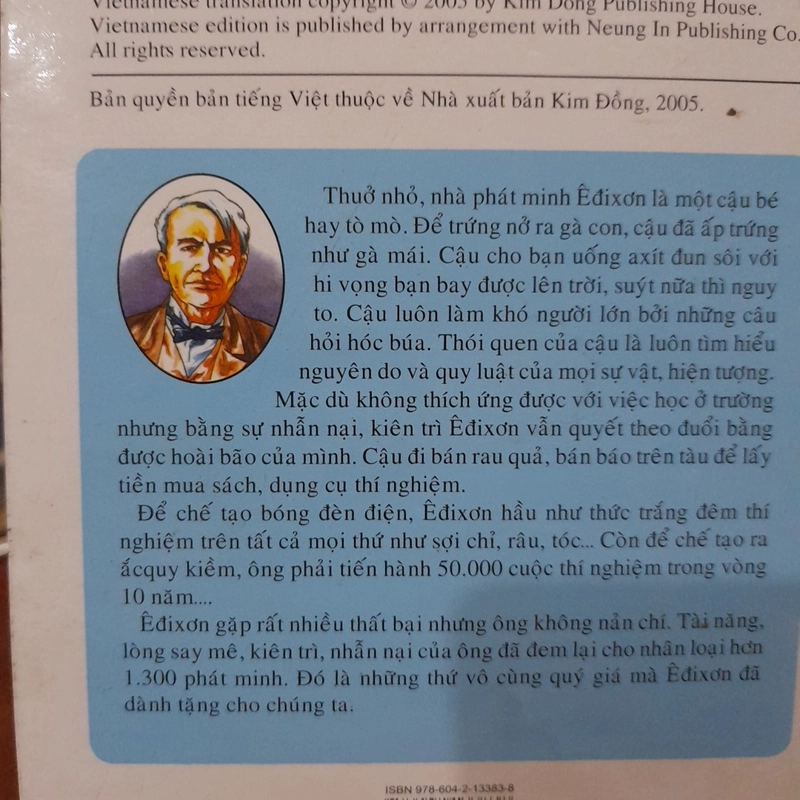 Vietnamese translation copyright © 2005 by Kim Dong Publishing House.
Vietnamese edition is published by arrangement with Neung In Publishing Co.
All rights reserved.
Bản quyền bản tiếng Việt thuộc về Nhà xuất bản Kim Đồng, 2005.
Thuở nhỏ, nhà phát minh Êđixơn là một cậu bé
hay tò mò. Để trứng nở ra gà con, cậu đã ấp trứng
như gà mái. Cậu cho bạn uống axít đun sôi với
hi vọng bạn bay được lên trời, suýt nữa thì nguy
to. Cậu luôn làm khó người lớn bởi những câu
hỏi hóc búa. Thói quen của cậu là luôn tìm hiểu
nguyên do và quy luật của mọi sự vật, hiện tượng.
Mặc dù không thích ứng được với việc học ở trường
nhưng bằng sự nhẫn nại, kiên trì Êđixơn vẫn quyết theo đuổi bằng
được hoài bão của mình. Cậu đi bán rau quả, bán báo trên tàu để lấy
tiền mua sách, dụng cụ thí nghiệm.
Để chế tạo bóng đèn điện, Êđixơn hầu như thức trắng đêm thí
nghiệm trên tất cả mọi thứ như sợi chỉ, râu, tóc... Còn để chế tạo ra
ắcquy kiềm, ông phải tiến hành 50.000 cuộc thí nghiệm trong vòng
10 năm....
Êđixơn gặp rất nhiều thất bại nhưng ông không nản chí. Tài năng,
lòng say mê, kiên trì, nhẫn nại của ông đã đem lại cho nhân loại hơn
1.300 phát minh. Đó là những thứ vô cùng quý giá mà Êđixơn đã
dành tặng cho chúng ta.
ISBN 978-604-2-13383-8